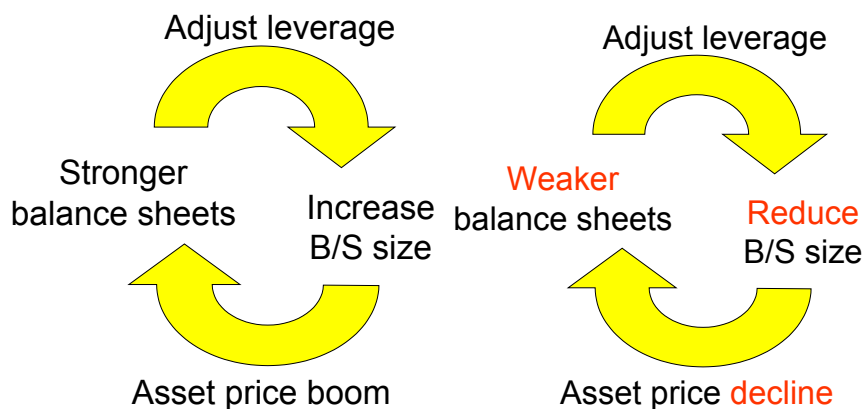 Adjust leverage
Stronger
balance sheets
Increase
B/S size
Asset price boom
Adjust leverage
Weaker
balance sheets
Reduce
B/S size
Asset price decline